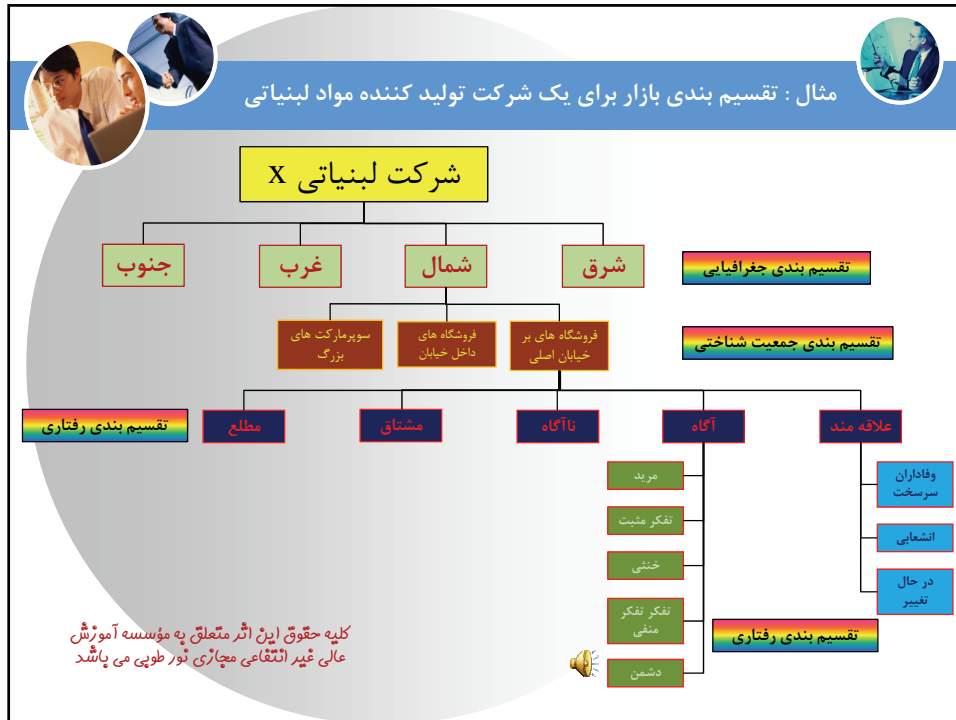 مثال : تقسیم بندی بازار برای یک شرکت تولید کننده مواد لبنیاتی
شرکت لبنیاتی X
شرق
شمال
غرب
جنوب
تقسیم بندی جغرافیایی
فروشگاه های بر
خیابان اصلی
فروشگاه های
داخل خیابان
سوپرمارکت های
بزرگ
تقسیم بندی جمعیت شناختی
علاقه مند
آگاه
ناآگاه
مشتاق
مطلع
تقسیم بندی رفتاری
وفاداران
سرسخت
انشعابی
در حال
تغییر
مرید
تفکر مثبت
خنثی
تفکر تفکر
منفی
دشمن
تقسیم بندی رفتاری
کلیه حقوق این اثر متعلق به مؤسسه آموزش
عالی غیر انتفاعی مجازی نور طوبی می باشد